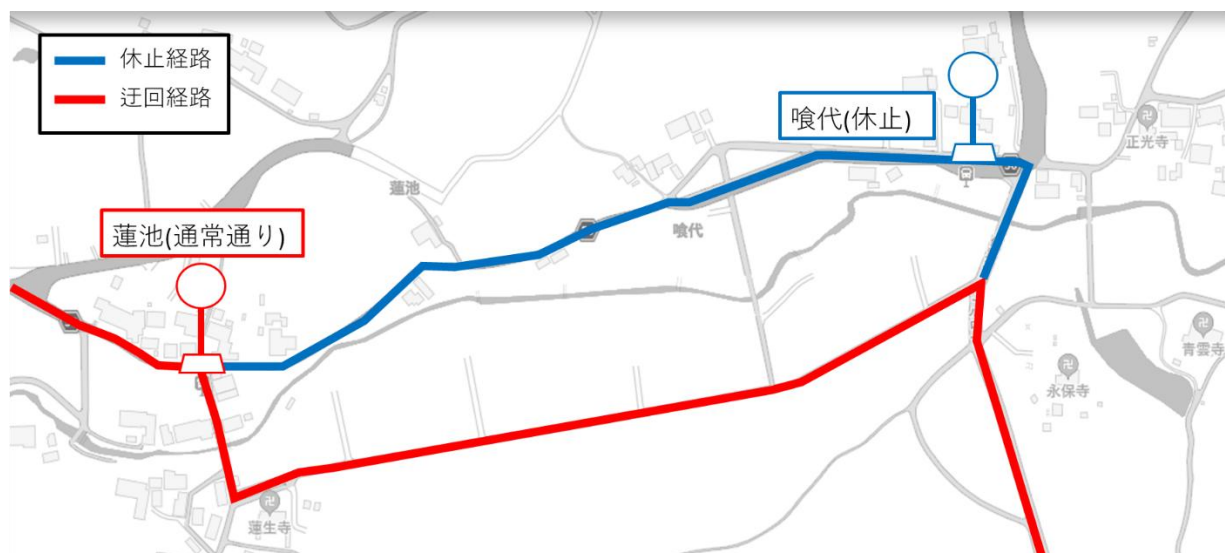 休止経路
迂回経路
喰代(休止)
正光寺
蓮池
蓮池(通常通り)
喰代
青雲寺
永保寺
蓮生寺